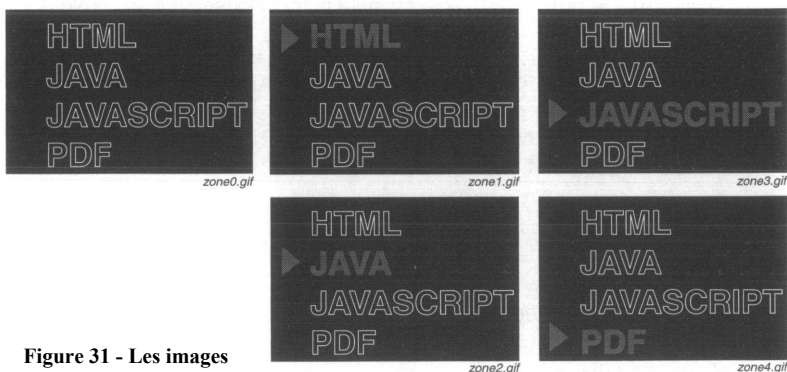 HTML
JAVA
JAVASCRIPT
PDF
zone0.gif
HTML
JAVA
JAVASCRIPT
PDF
zone1.gif
HTML
JAVA
JAVASCRIPT
PDF
zone3.gif
HTML
JAVA
JAVASCRIPT
PDF
zone2.gif
HTML
JAVA
JAVASCRIPT
PDF
zone4.gif
Figure 31 - Les images